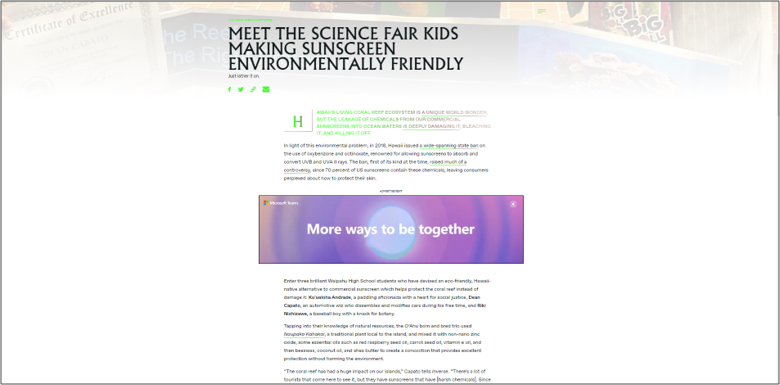 Certificate of Excellence
the Re
The Ri
BIG
MEET THE SCIENCE FAIR KIDS
MAKING SUNSCREEN
ENVIRONMENTALLY FRIENDLY
Just lather it on.
HAWAII'S LIVING CORAL REEF ECOSYSTEM IS A UNIQUE WORLD WONDER,
BUT THE LEAKAGE OF CHEMICALS FROM OUR COMMERCIAL
SUNSCREENS INTO OCEAN WATERS IS DEEPLY DAMAGING IT, BLEACHING
IT, AND KILLING IT OFF.
In light of this environmental problem, in 2018, Hawaii issued a wide-spanning state ban on
the use of oxybenzone and octinoxate, renowned for allowing sunscreens to absorb and
convert UVB and UVA II rays. The ban, first of its kind at the time, raised much of a
controversy, since 70 percent of US sunscreens contain these chemicals, leaving consumers
perplexed about how to protect their skin.
ADVERTISEMENT
Microsoft Teams
More ways to be together
Enter three brilliant Waipahu High School students who have devised an eco-friendly, Hawaii-
native alternative to commercial sunscreen which helps protect the coral reef instead of
damage it: Ku'ualoha Andrade, a paddling aficionada with a heart for social justice, Dean
Capato, an automotive ace who dissembles and modifies cars during his free time, and Riki
Nishizawa, a baseball boy with a knack for botany.
Tapping into their knowledge of natural resources, the O'ahu born and bred trio used
Naupaka Kahakai, a traditional plant local to the island, and mixed it with non-nano zinc
oxide, some essential oils such as red raspberry seed oil, carrot seed oil, vitamin e oil, and
then beeswax, coconut oil, and shea butter to create a concoction that provides excellent
protection without harming the environment.
"The coral reef has had a huge impact on our islands," Capato tells Inverse. "There's a lot of
tourists that come here to see it, but they have sunscreens that have [harsh chemicals]. Since